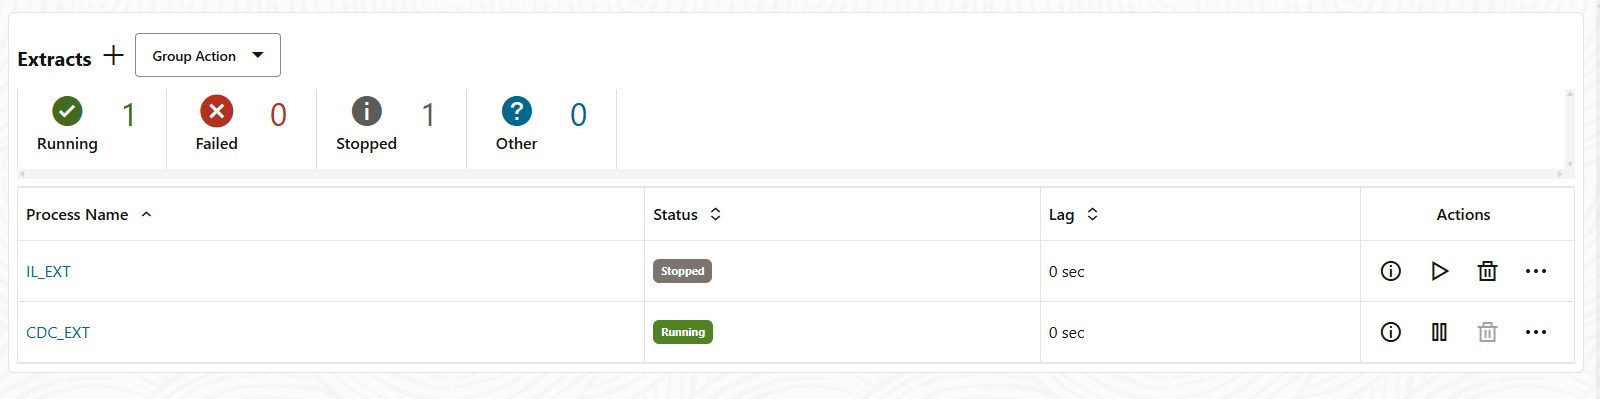 Extracts + Group Action
1 0 1 0
Running Failed Stopped Other
Process Name Status Lag Actions
IL_EXT Stopped 0 sec
CDC_EXT Running 0 sec